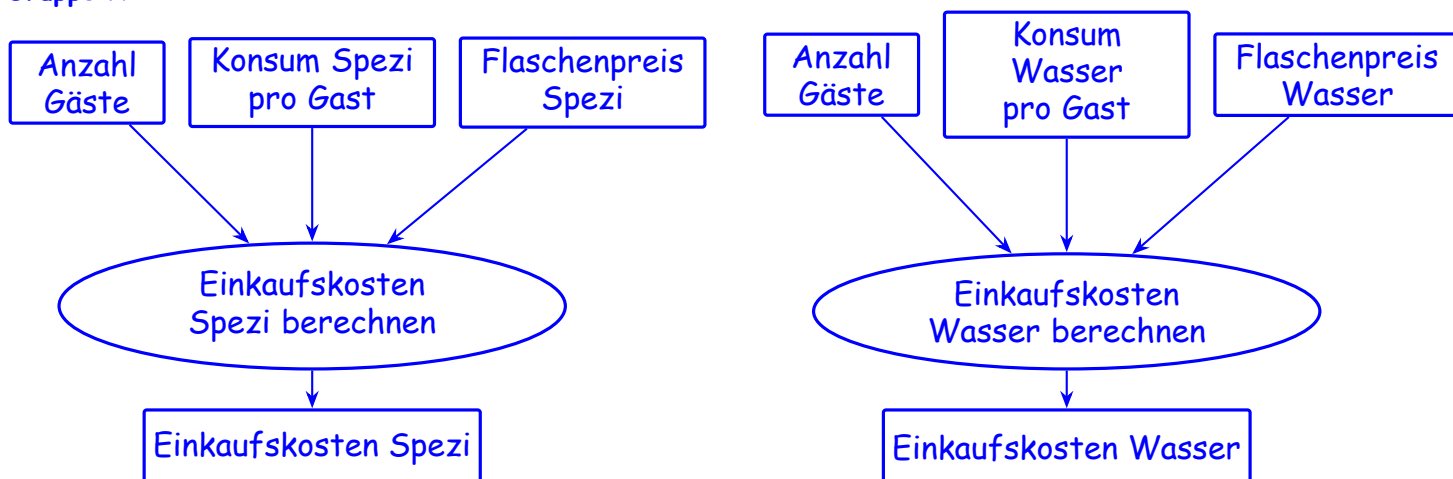 Anzahl
Gäste
Konsum Spezi
pro Gast
Flaschenpreis
Spezi
Einkaufskosten
Spezi berechnen
Einkaufskosten Spezi
Anzahl
Gäste
Konsum
Wasser
pro Gast
Flaschenpreis
Wasser
Einkaufskosten
Wasser berechnen
Einkaufskosten Wasser